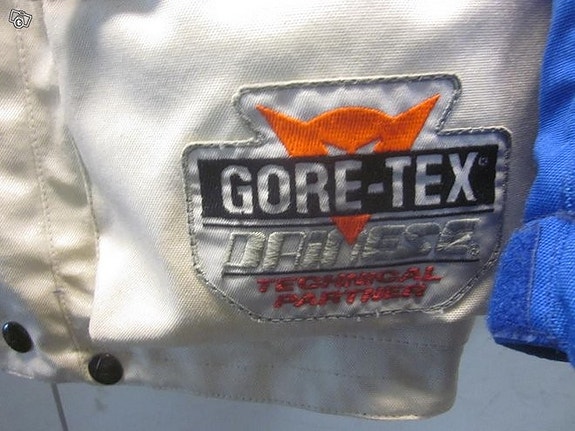 GORE-TEX®
DAINESE
TECHNICAL
PARTNER